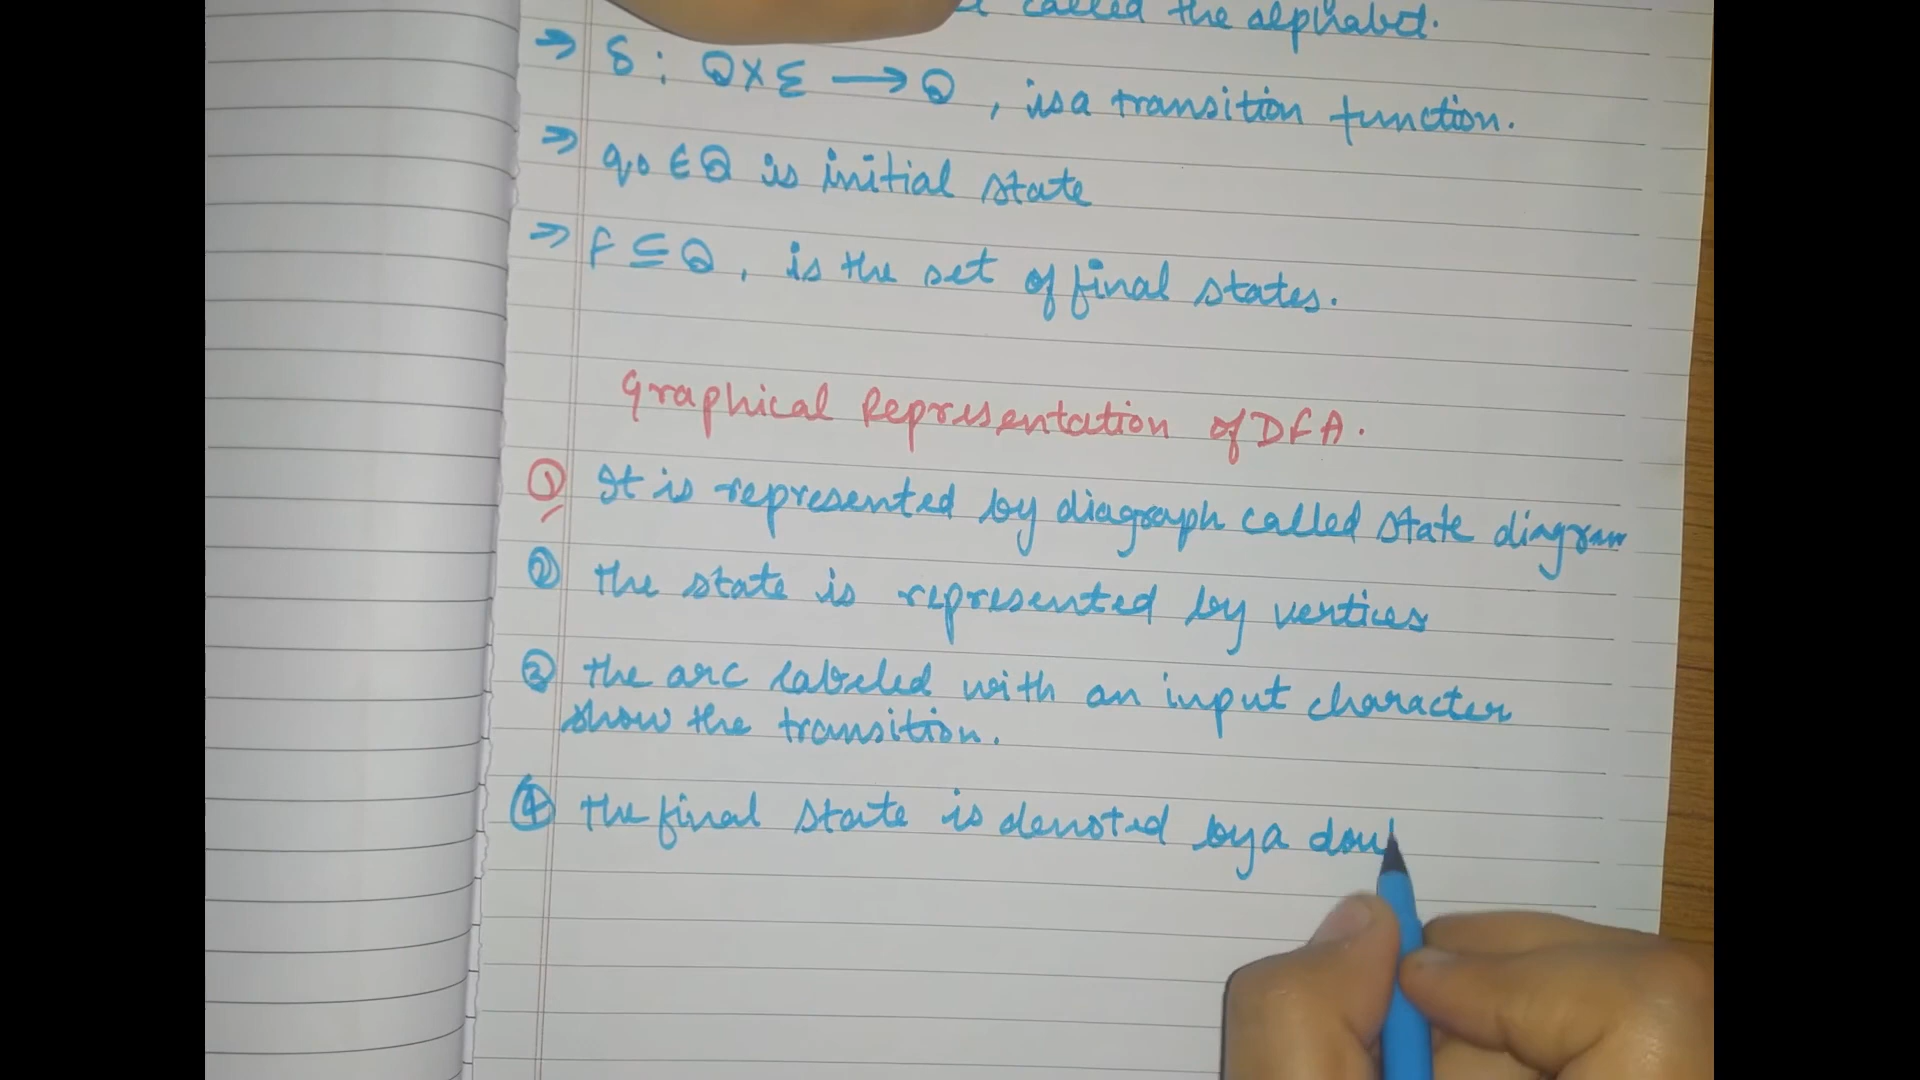 called the alphabet.
⇒ δ : Q × Σ ⟶ Q , is a transition function.
⇒ q₀ ∈ Q is initial state
⇒ F ⊆ Q , is the set of final states.
Graphical Representation of DFA.
① It is represented by diagraph called state diagram
② the state is represented by vertices
③ the arc labeled with an input character
show the transition.
④ the final state is denoted by a doub